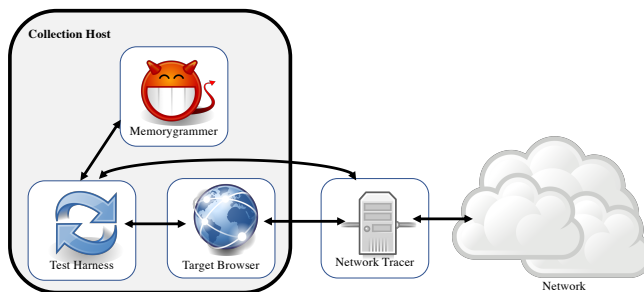 Collection Host
Memorygrammer
Test Harness
Target Browser
Network Tracer
Network